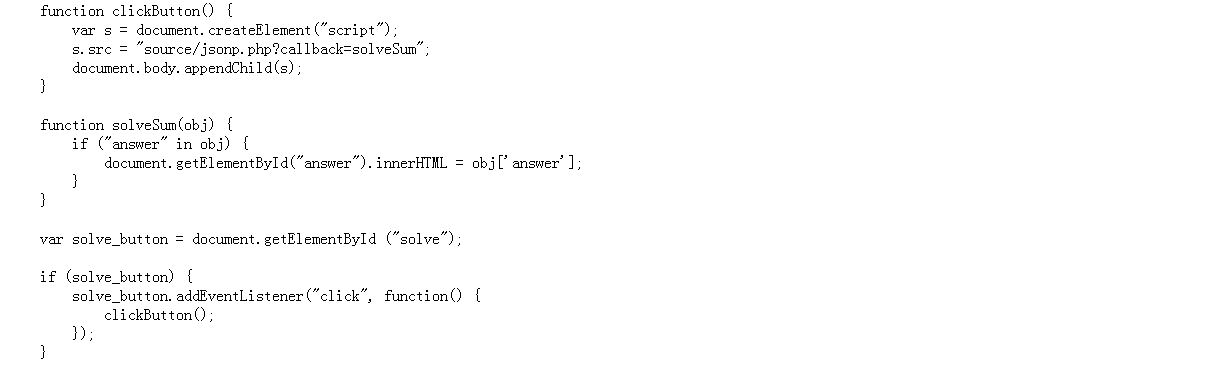 function clickButton() {
    var s = document.createElement("script");
    s.src = "source/jsonp.php?callback=solveSum";
    document.body.appendChild(s);
}

function solveSum(obj) {
    if ("answer" in obj) {
        document.getElementById("answer").innerHTML = obj['answer'];
    }
}

var solve_button = document.getElementById ("solve");

if (solve_button) {
    solve_button.addEventListener("click", function() {
        clickButton();
    });
}